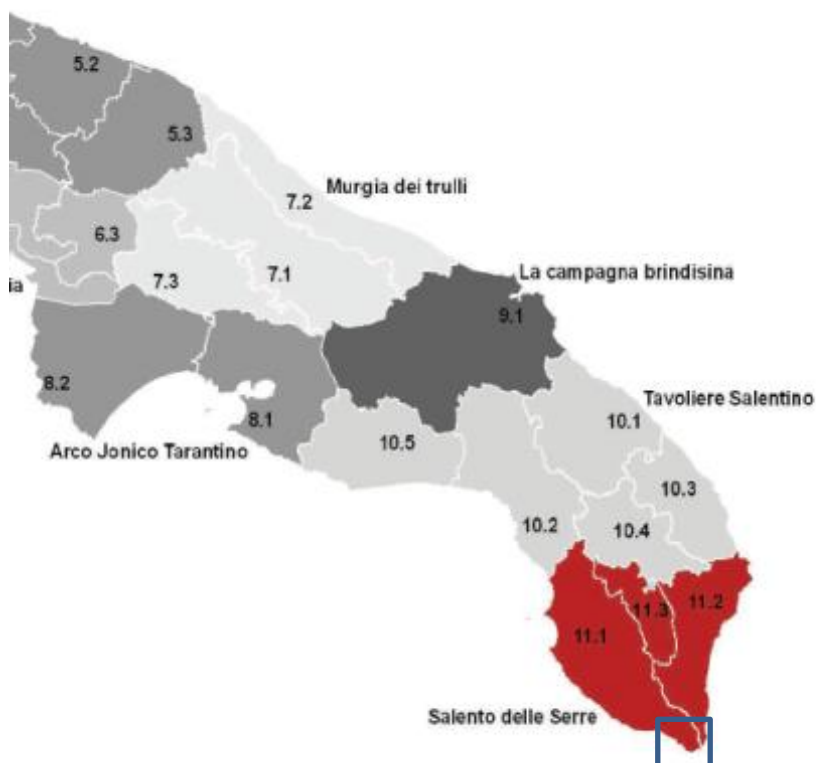 5.2
5.3
Murgia dei trulli
7.2
6.3
La campagna brindisina
7.1
7.3
ia
9.1
8.2
Tavoliere Salentino
8.1
10.1
10.5
Arco Jonico Tarantino
10.3
10.2
10.4
11.2
11.3
11.1
Salento delle Serre